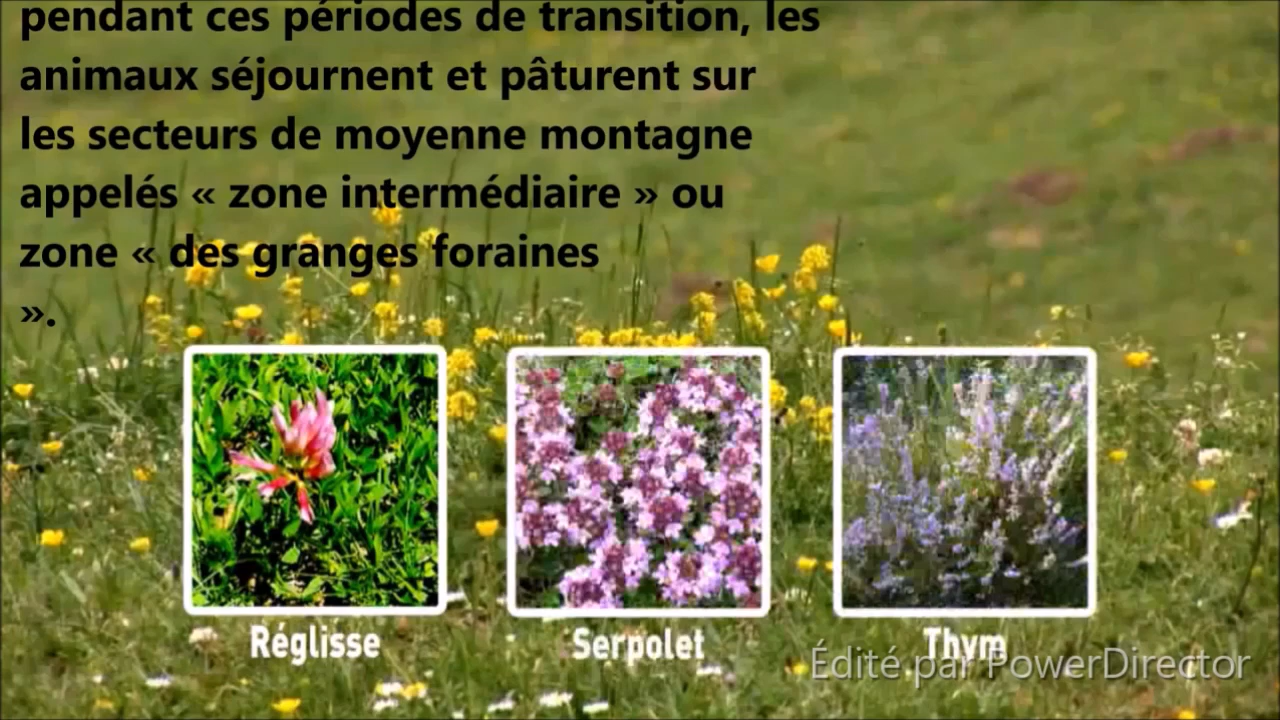 pendant ces périodes de transition, les
animaux séjournent et pâturent sur
les secteurs de moyenne montagne
appelés « zone intermédiaire » ou
zone « des granges foraines
».
Réglisse
Serpolet
Thym
Édité par PowerDirector